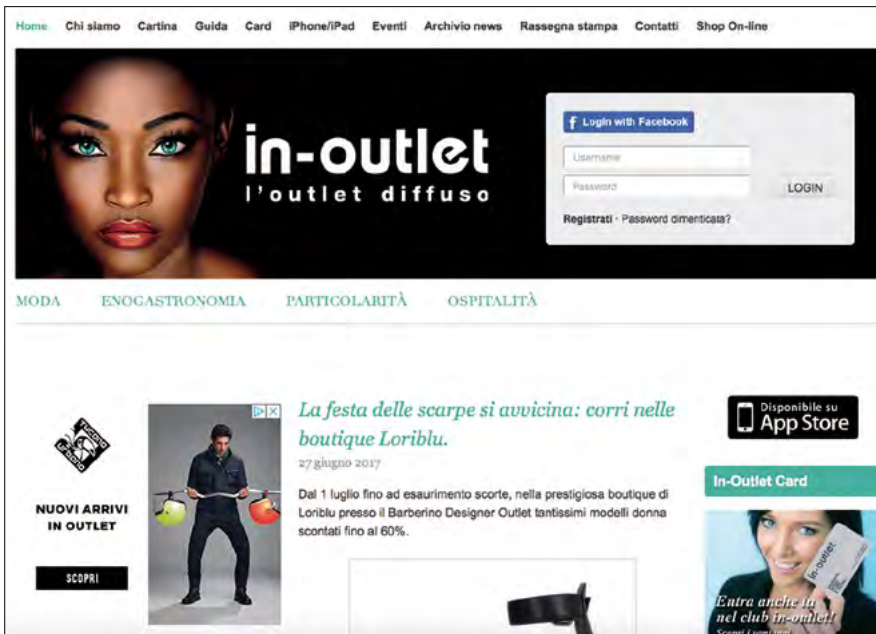 Home Chi siamo Cartina Guida Card iPhone/iPad Eventi Archivio news Rassegna stampa Contatti Shop On-line
in-outlet
l'outlet diffuso
f Login with Facebook
Username
Password
LOGIN
Registrati · Password dimenticata?
MODA ENOGASTRONOMIA PARTICOLARITÀ OSPITALITÀ
tucano
urbano
NUOVI ARRIVI
IN OUTLET
SCOPRI
La festa delle scarpe si avvicina: corri nelle
boutique Loriblu.
27 giugno 2017
Dal 1 luglio fino ad esaurimento scorte, nella prestigiosa boutique di
Loriblu presso il Barberino Designer Outlet tantissimi modelli donna
scontati fino al 60%.
Disponibile su
App Store
In-Outlet Card
in-outlet
Entra anche tu
nel club in-outlet!